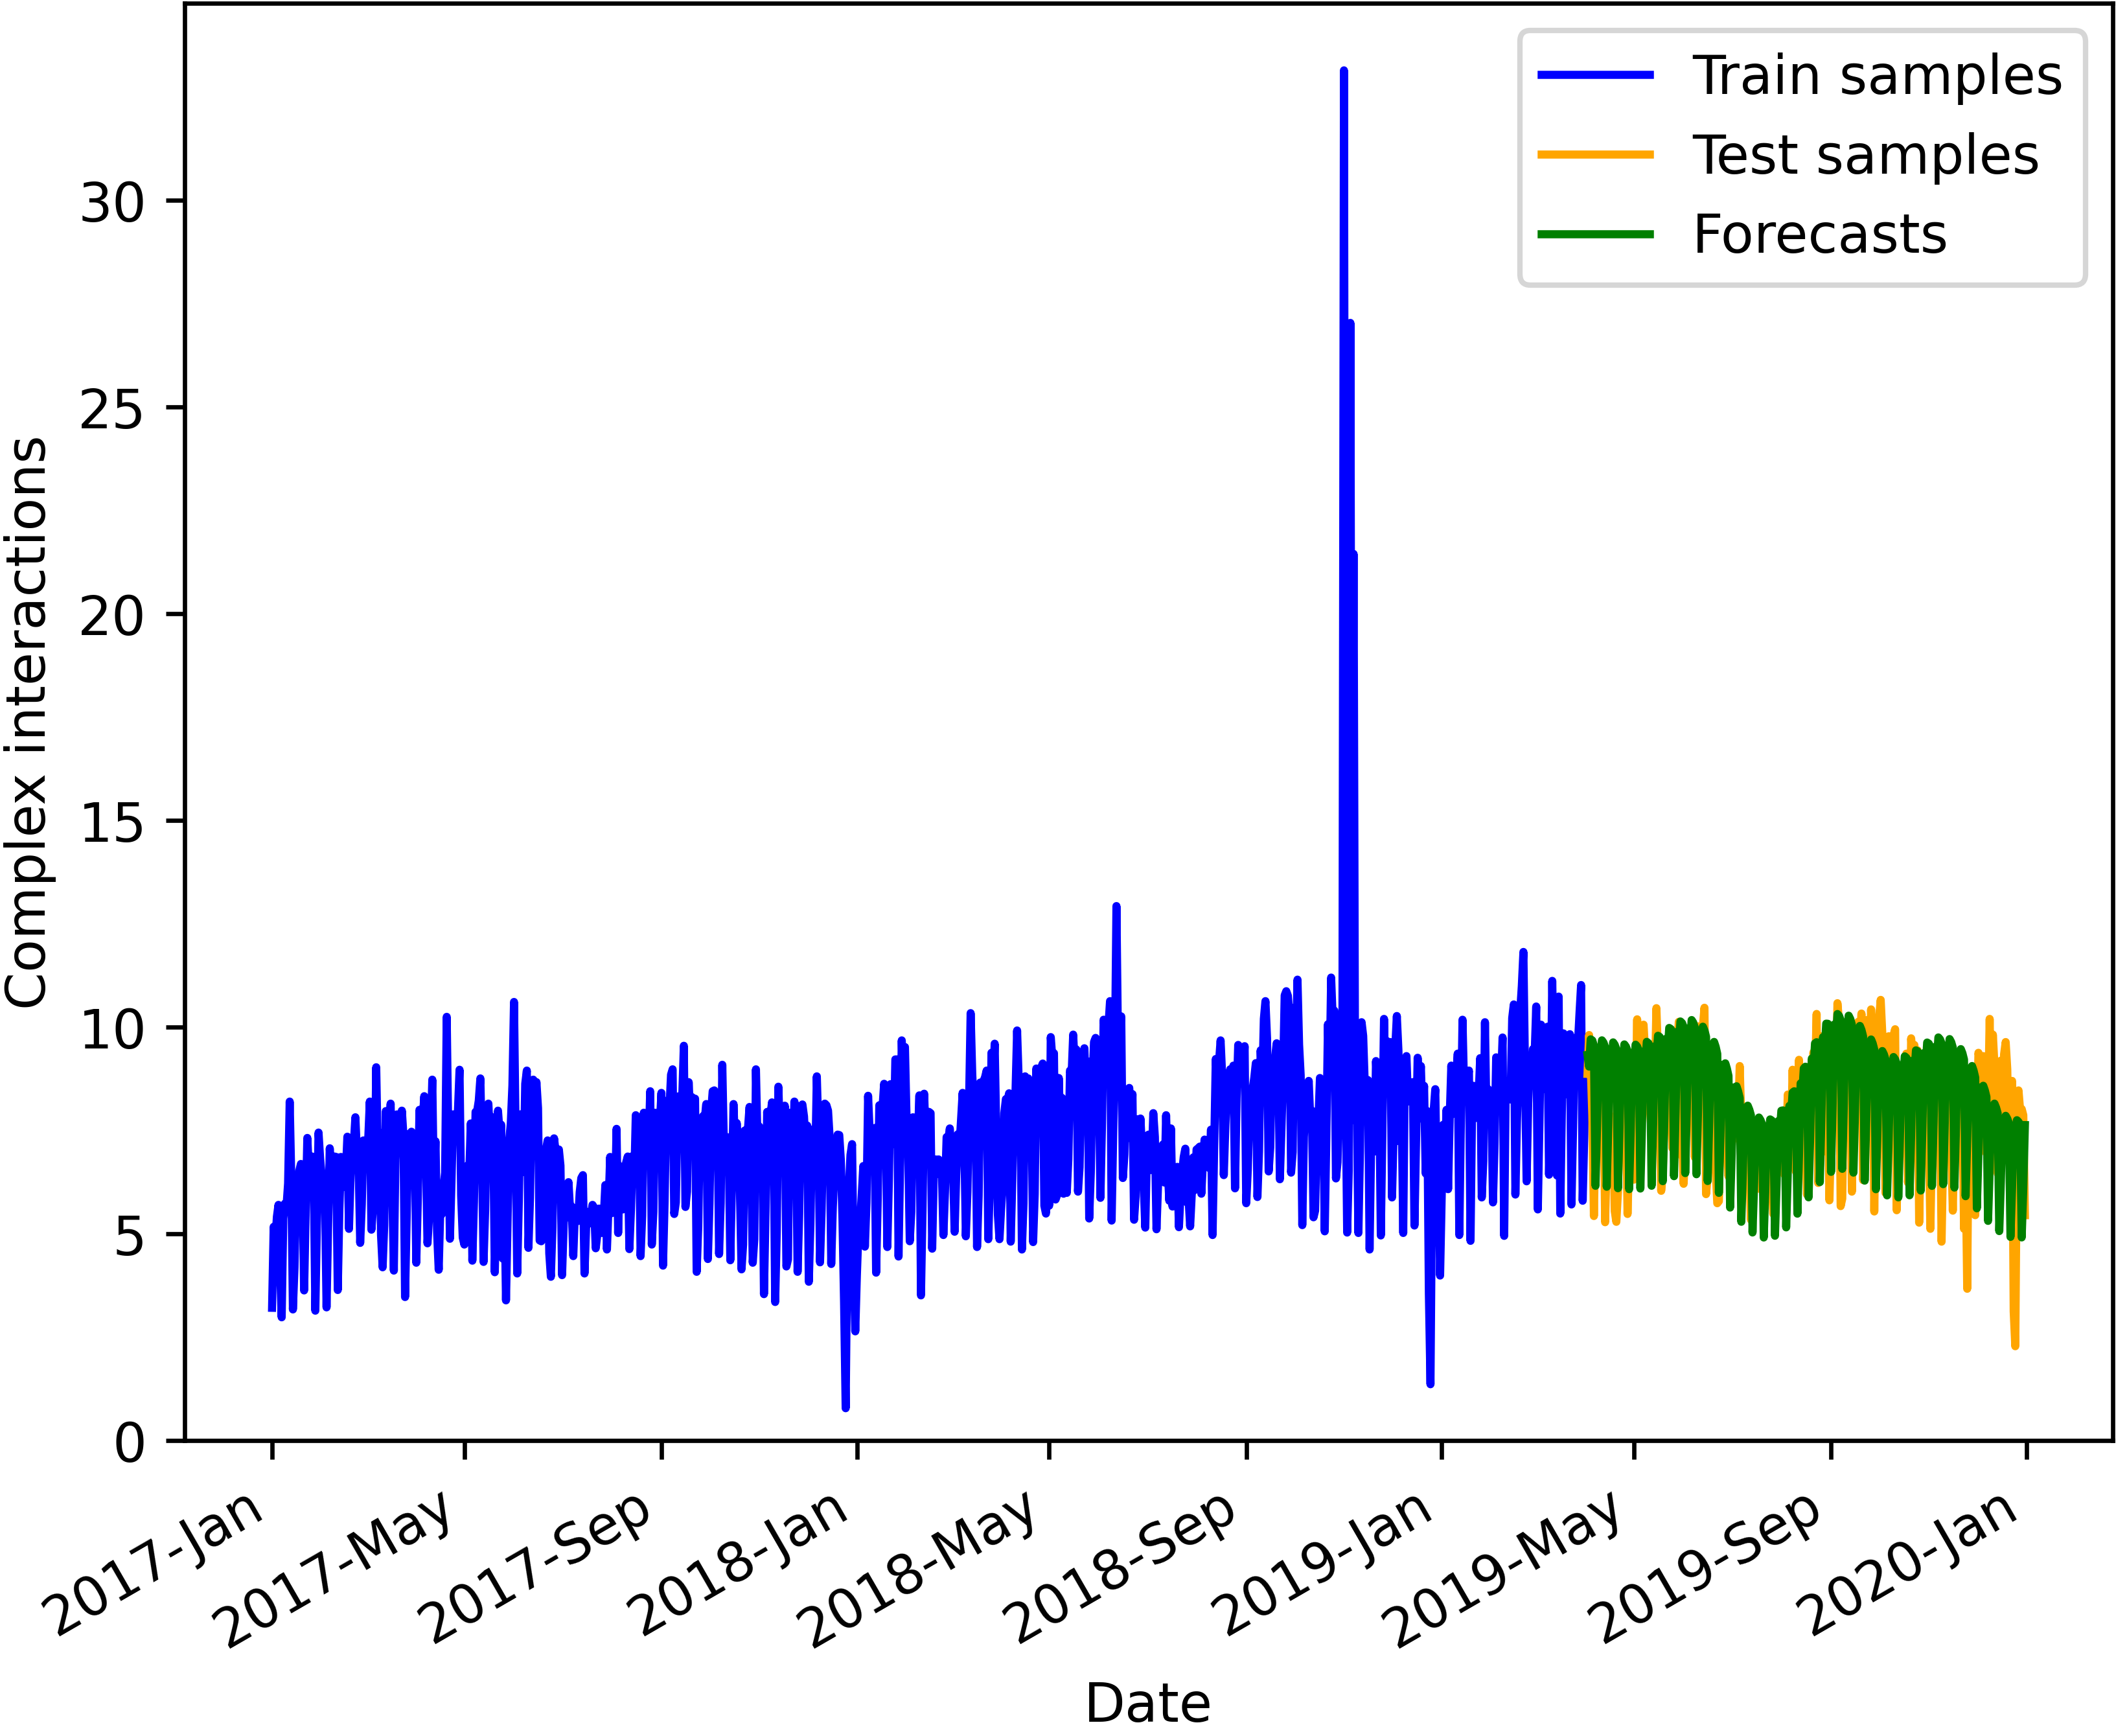 Train samples
Test samples
Forecasts
Complex interactions
30
25
20
15
10
5
0
2017-Jan
2017-May
2017-Sep
2018-Jan
2018-May
2018-Sep
2019-Jan
2019-May
2019-Sep
2020-Jan
Date